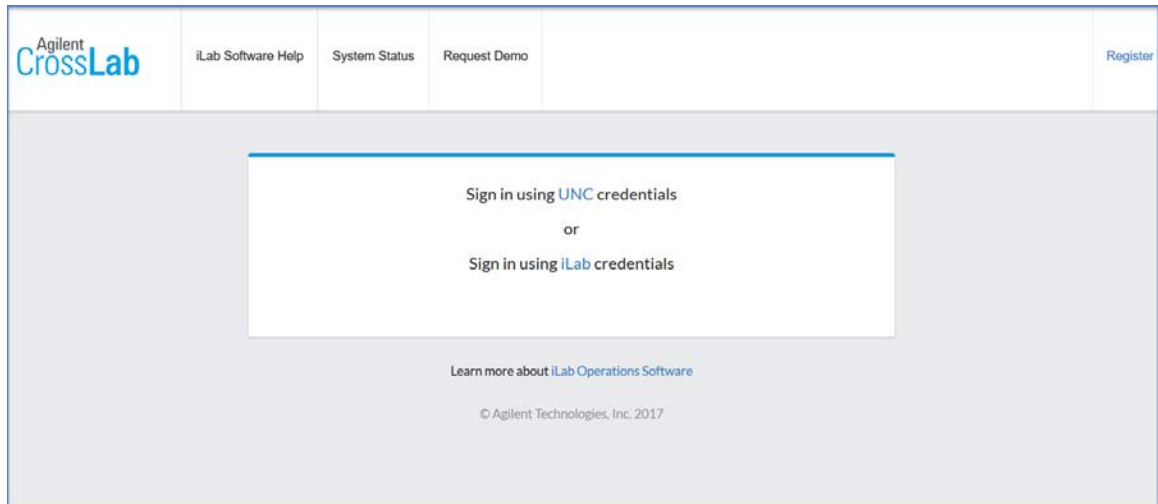 Agilent
CrossLab
iLab Software Help
System Status
Request Demo
Register
Sign in using UNC credentials
or
Sign in using iLab credentials
Learn more about iLab Operations Software
© Agilent Technologies, Inc. 2017